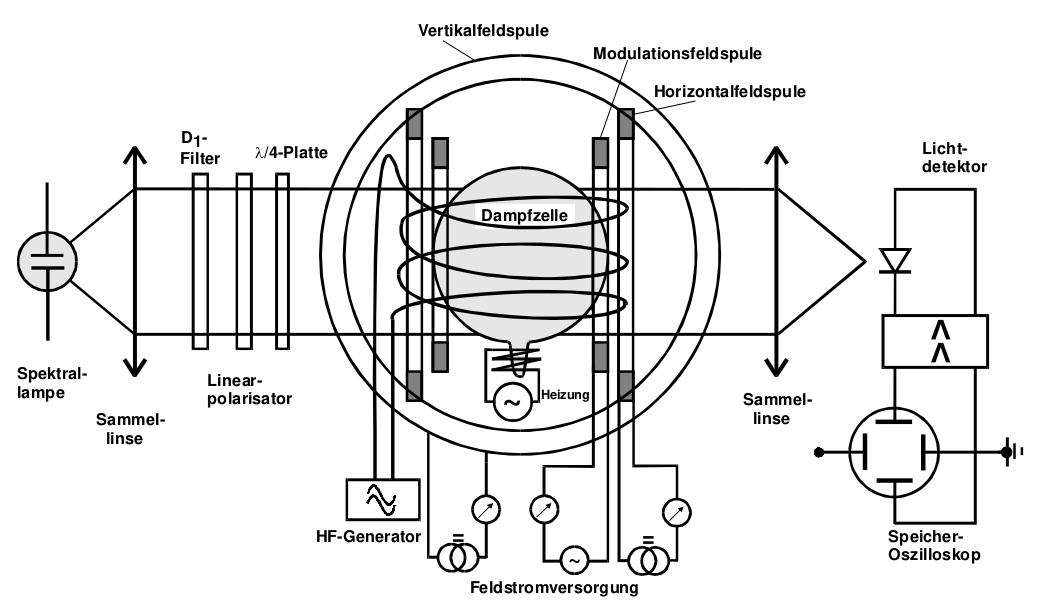 Vertikalfeldspule
Modulationsfeldspule
Horizontalfeldspule
D1-
Filter
λ/4-Platte
Licht-
detektor
Dampfzelle
Spektral-
lampe
Linear-
polarisator
Sammel-
linse
Heizung
~
Sammel-
linse
HF-Generator
~
Feldstromversorgung
Speicher-
Oszilloskop